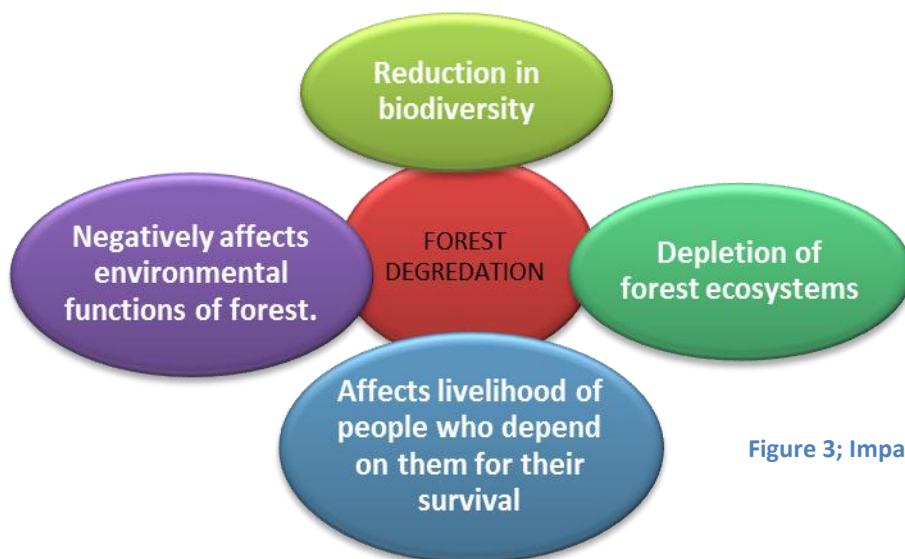 Reduction in
biodiversity
Negatively affects
environmental
functions of forest.
FOREST
DEGREDATION
Depletion of
forest ecosystems
Affects livelihood of
people who depend
on them for their
survival
Figure 3; Impa